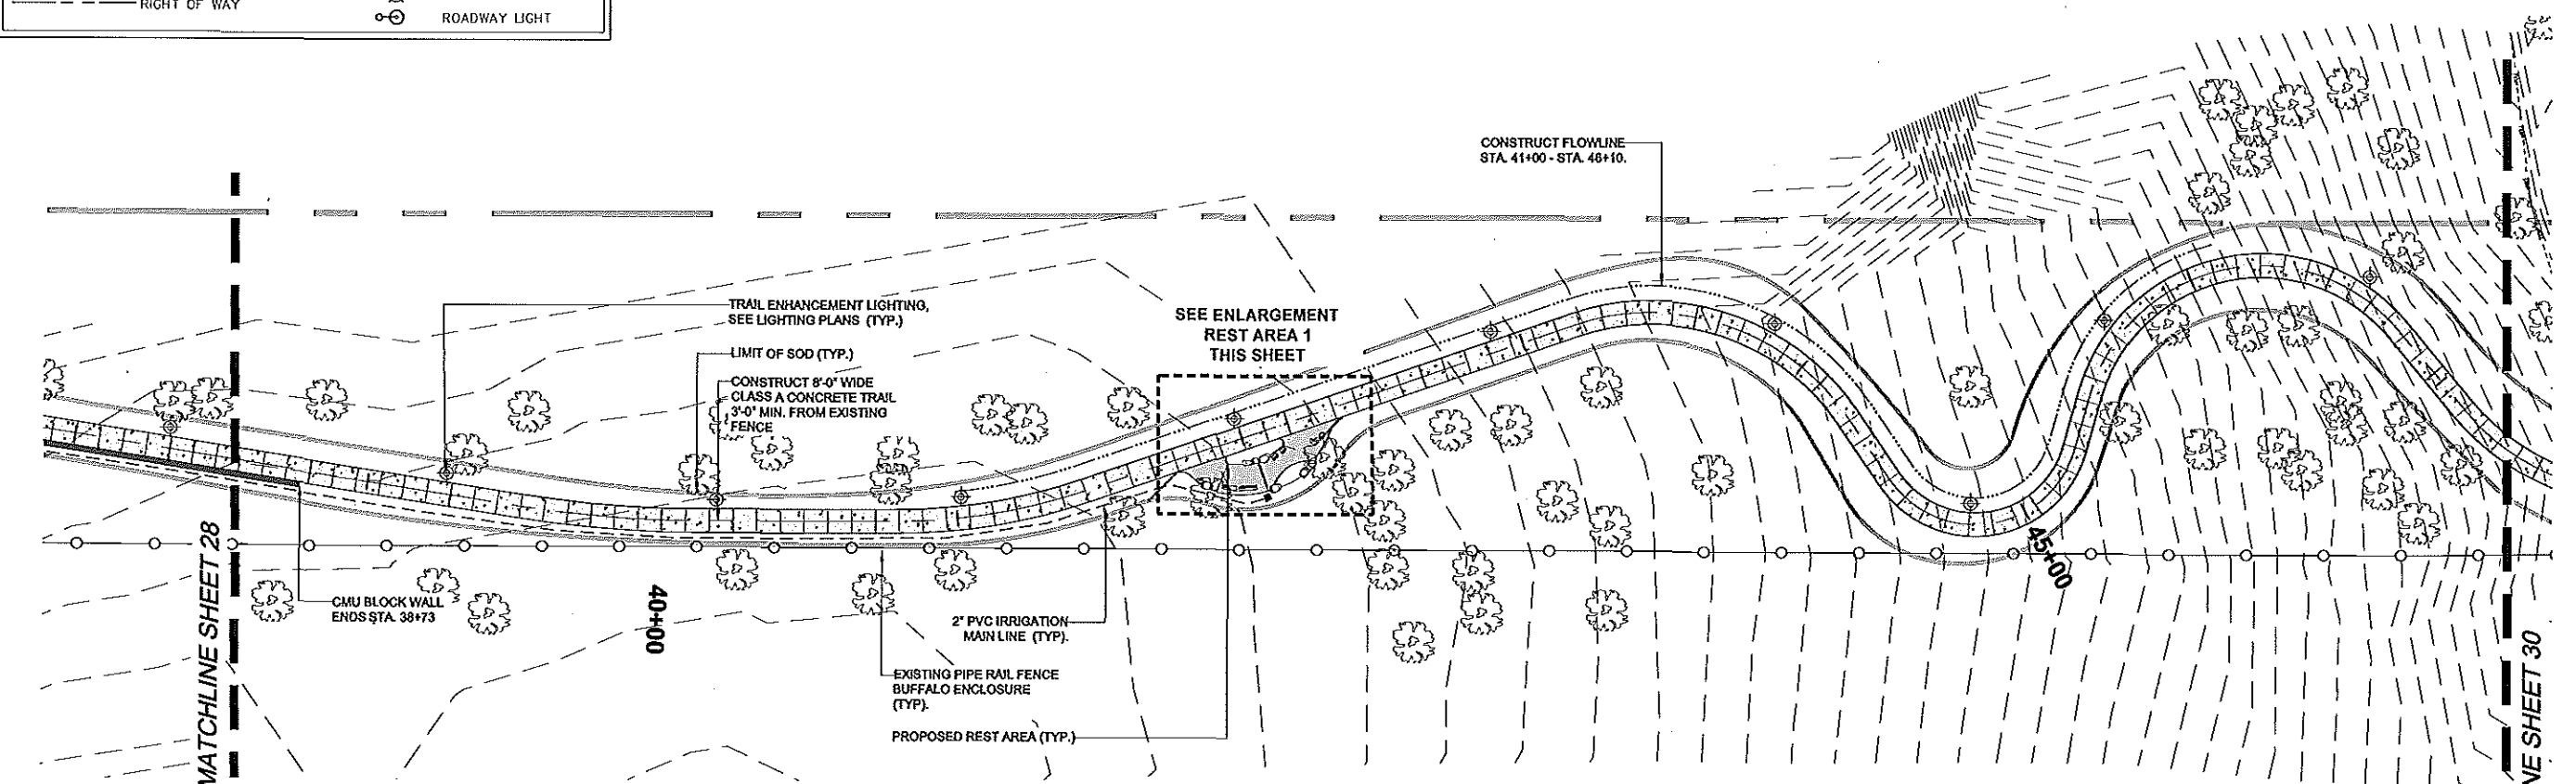 RIGHT OF WAY
ROADWAY LIGHT
CONSTRUCT FLOWLINE
STA. 41+00 - STA. 46+10.
TRAIL ENHANCEMENT LIGHTING,
SEE LIGHTING PLANS (TYP.)
SEE ENLARGEMENT
REST AREA 1
THIS SHEET
LIMIT OF SOD (TYP.)
CONSTRUCT 8'-0" WIDE
CLASS A CONCRETE TRAIL
3'-0" MIN. FROM EXISTING
FENCE
MATCHLINE SHEET 28
CMU BLOCK WALL
ENDS STA. 38+73
40+00
45+00
2" PVC IRRIGATION
MAIN LINE (TYP).
EXISTING PIPE RAIL FENCE
BUFFALO ENCLOSURE
(TYP).
PROPOSED REST AREA (TYP.)
NE SHEET 30